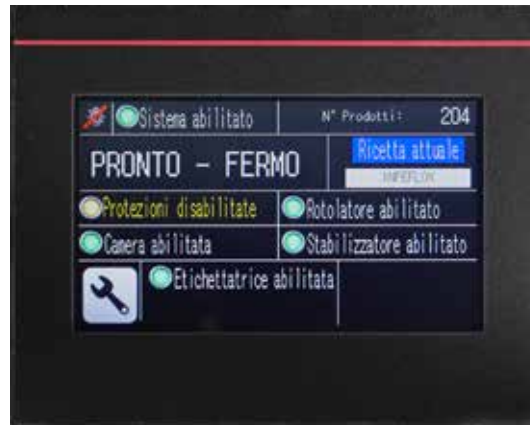 Sistema abilitato
N° Prodotti: 204
PRONTO - FERMO
Ricetta attuale
Protezioni disabilitate
Rotolatore abilitato
Camera abilitata
Stabilizzatore abilitato
Etichettatrice abilitata